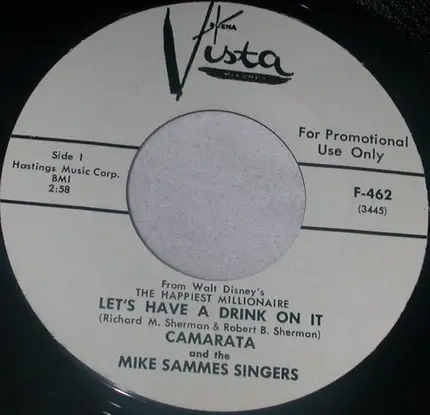 BUENA
Vista
RECORDS
For Promotional
Use Only
Side 1
Hastings Music Corp.
BMI
2:58
F-462
(3445)
From Walt Disney's
THE HAPPIEST MILLIONAIRE
LET'S HAVE A DRINK ON IT
(Richard M. Sherman & Robert B. Sherman)
CAMARATA
and the
MIKE SAMMES SINGERS